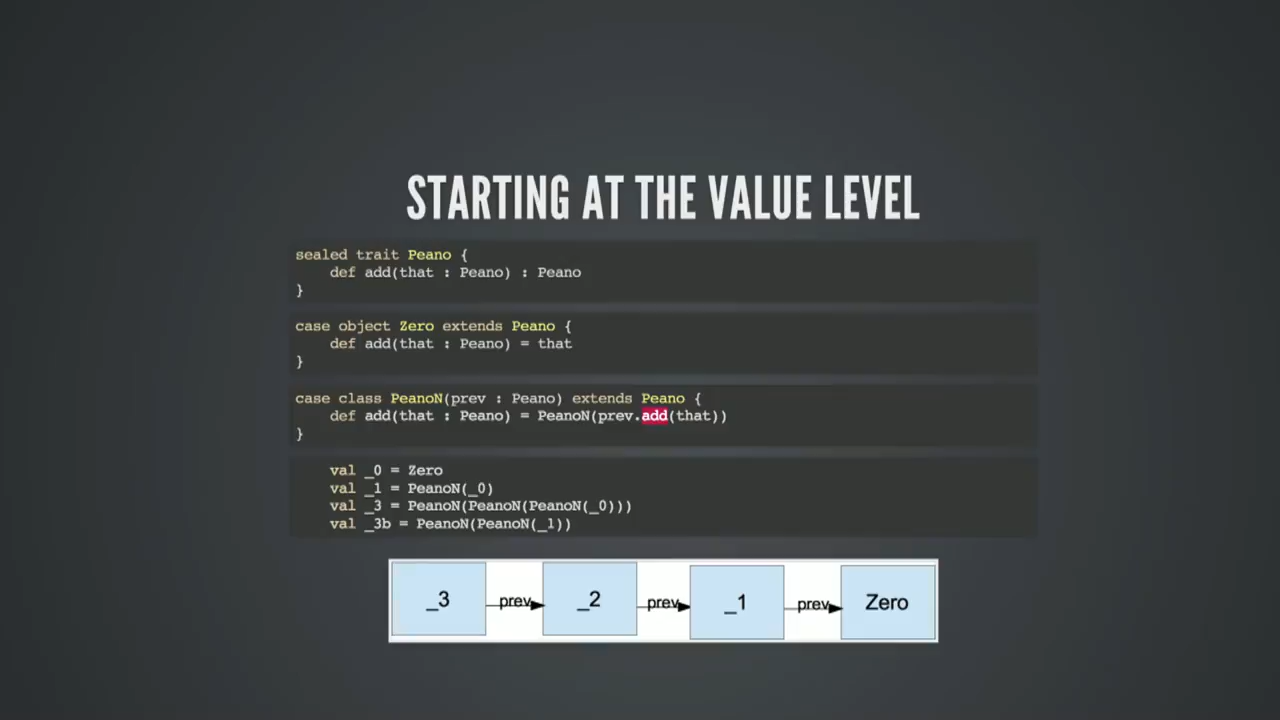 STARTING AT THE VALUE LEVEL
sealed trait Peano {
    def add(that : Peano) : Peano
}
case object Zero extends Peano {
    def add(that : Peano) = that
}
case class PeanoN(prev : Peano) extends Peano {
    def add(that : Peano) = PeanoN(prev.add(that))
}
    val _0 = Zero
    val _1 = PeanoN(_0)
    val _3 = PeanoN(PeanoN(PeanoN(_0)))
    val _3b = PeanoN(PeanoN(_1))
_3 prev _2 prev _1 prev Zero